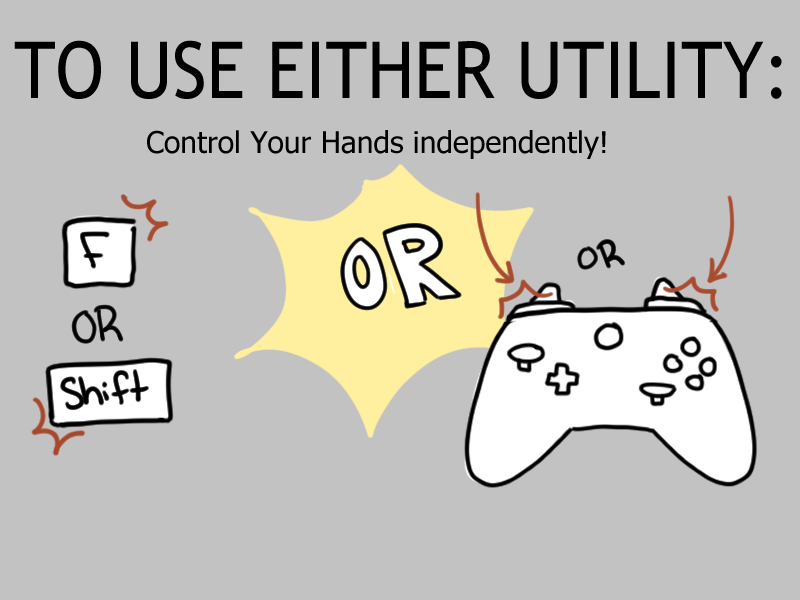 TO USE EITHER UTILITY:
Control Your Hands independently!
F
OR
Shift
OR
OR